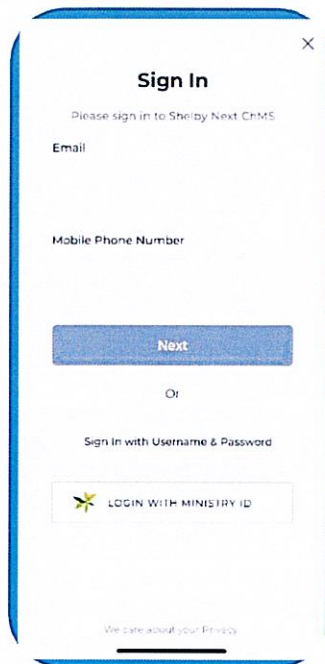 Sign In
Please sign in to Shelby Next ChMS
Email
Mobile Phone Number
Next
Or
Sign In with Username & Password
LOGIN WITH MINISTRY ID
We care about your Privacy